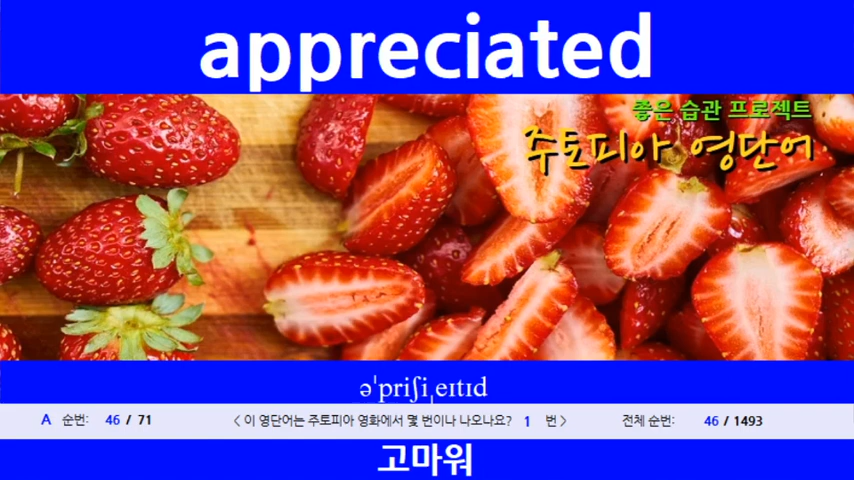 appreciated
좋은 습관 프로젝트
주토피아 영단어
əˈpriʃiˌeɪtɪd
A 순번: 46 / 71 < 이 영단어는 주토피아 영화에서 몇 번이나 나오나요? 1 번 > 전체 순번: 46 / 1493
고마워